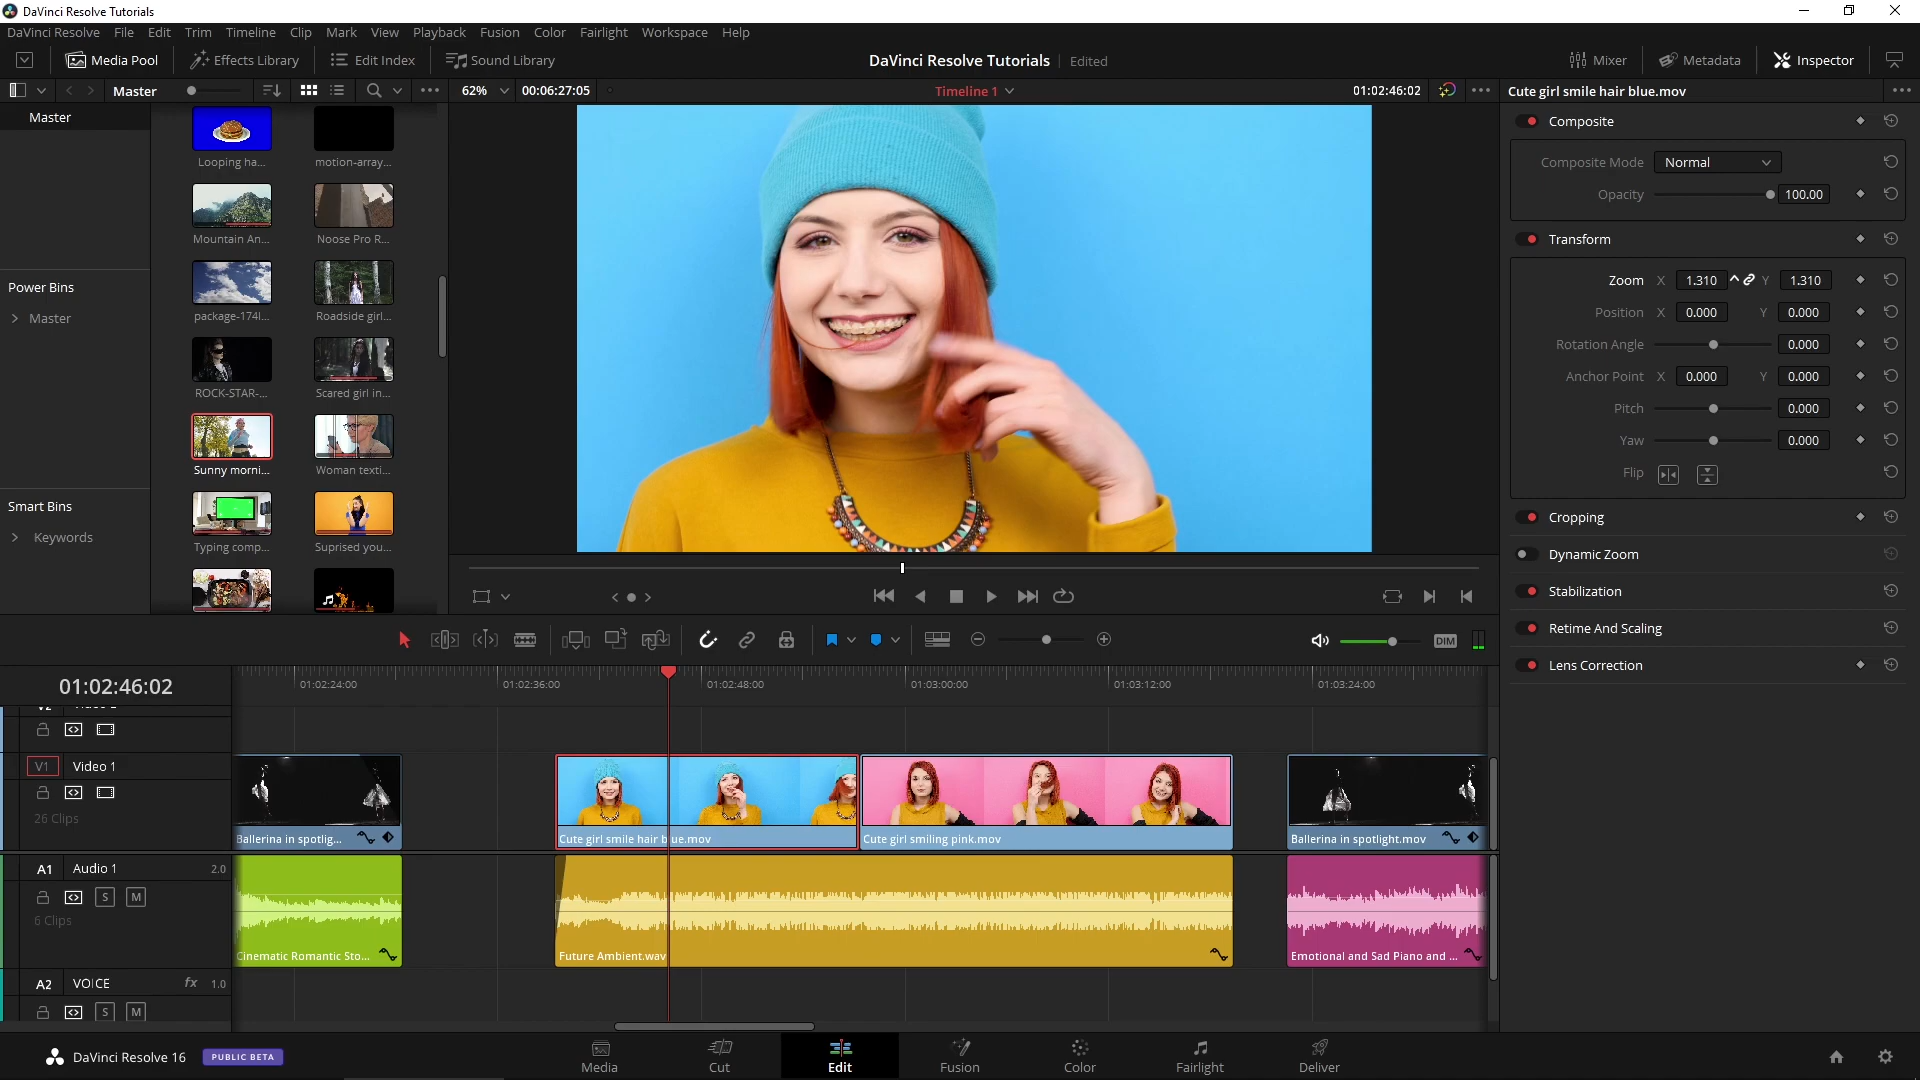 DaVinci Resolve Tutorials
DaVinci Resolve File Edit Trim Timeline Clip Mark View Playback Fusion Color Fairlight Workspace Help
Media Pool Effects Library Edit Index Sound Library DaVinci Resolve Tutorials Edited Mixer Metadata Inspector
Master 62% 00:06:27:05 Timeline 1 01:02:46:02 Cute girl smile hair blue.mov
Master
Looping ha... motion-array...
Mountain An... Noose Pro R...
package-174l... Roadside girl...
ROCK-STAR-... Scared girl in...
Sunny morni... Woman texti...
Typing comp... Suprised you...
Power Bins
Master
Smart Bins
Keywords
Composite
Composite Mode Normal
Opacity 100.00
Transform
Zoom X 1.310 Y 1.310
Position X 0.000 Y 0.000
Rotation Angle 0.000
Anchor Point X 0.000 Y 0.000
Pitch 0.000
Yaw 0.000
Flip
Cropping
Dynamic Zoom
Stabilization
Retime And Scaling
Lens Correction
DIM
01:02:46:02 01:02:24:00 01:02:36:00 01:02:48:00 01:03:00:00 01:03:12:00 01:03:24:00
V1 Video 1
26 Clips
Ballerina in spotlig... Cute girl smile hair blue.mov Cute girl smiling pink.mov Ballerina in spotlight.mov
A1 Audio 1 2.0
S M
6 Clips
Cinematic Romantic Sto... Future Ambient.wav Emotional and Sad Piano and ...
A2 VOICE fx 1.0
S M
DaVinci Resolve 16 PUBLIC BETA Media Cut Edit Fusion Color Fairlight Deliver